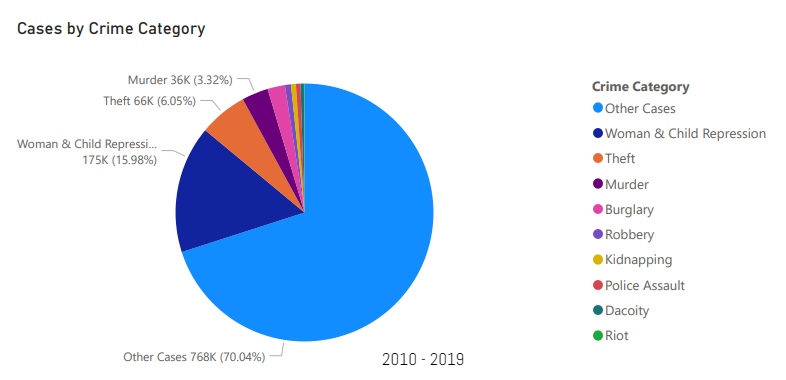 Cases by Crime Category
Murder 36K (3.32%)
Theft 66K (6.05%)
Woman & Child Repressi...
175K (15.98%)
Other Cases 768K (70.04%)
2010 - 2019
Crime Category
Other Cases
Woman & Child Repression
Theft
Murder
Burglary
Robbery
Kidnapping
Police Assault
Dacoity
Riot